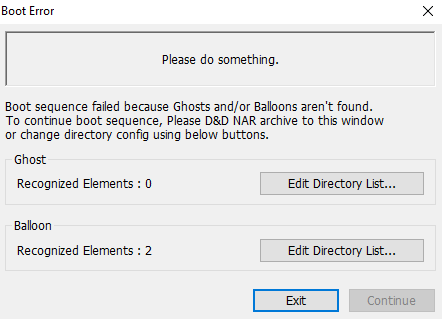 Boot Error
Please do something.
Boot sequence failed because Ghosts and/or Balloons aren't found.
To continue boot sequence, Please D&D NAR archive to this window
or change directory config using below buttons.
Ghost
Recognized Elements : 0
Edit Directory List...
Balloon
Recognized Elements : 2
Edit Directory List...
Exit
Continue